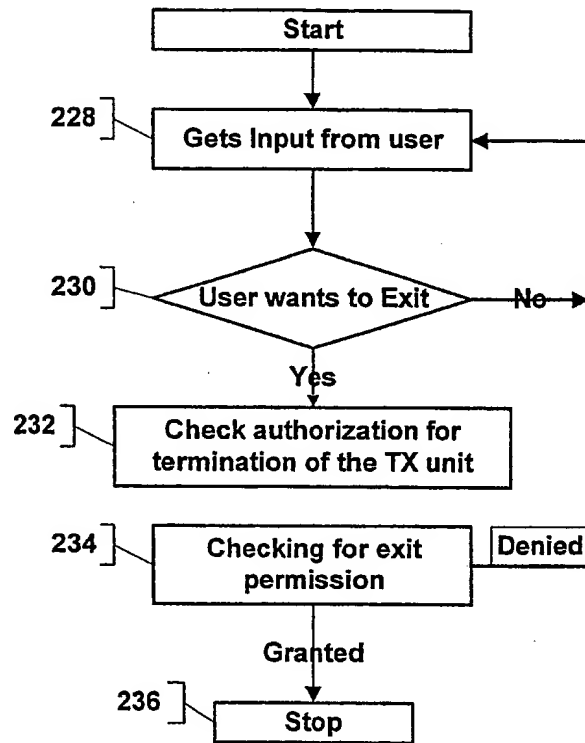 Start
228
Gets Input from user
230
User wants to Exit
No
Yes
232
Check authorization for
termination of the TX unit
234
Checking for exit
permission
Denied
Granted
236
Stop